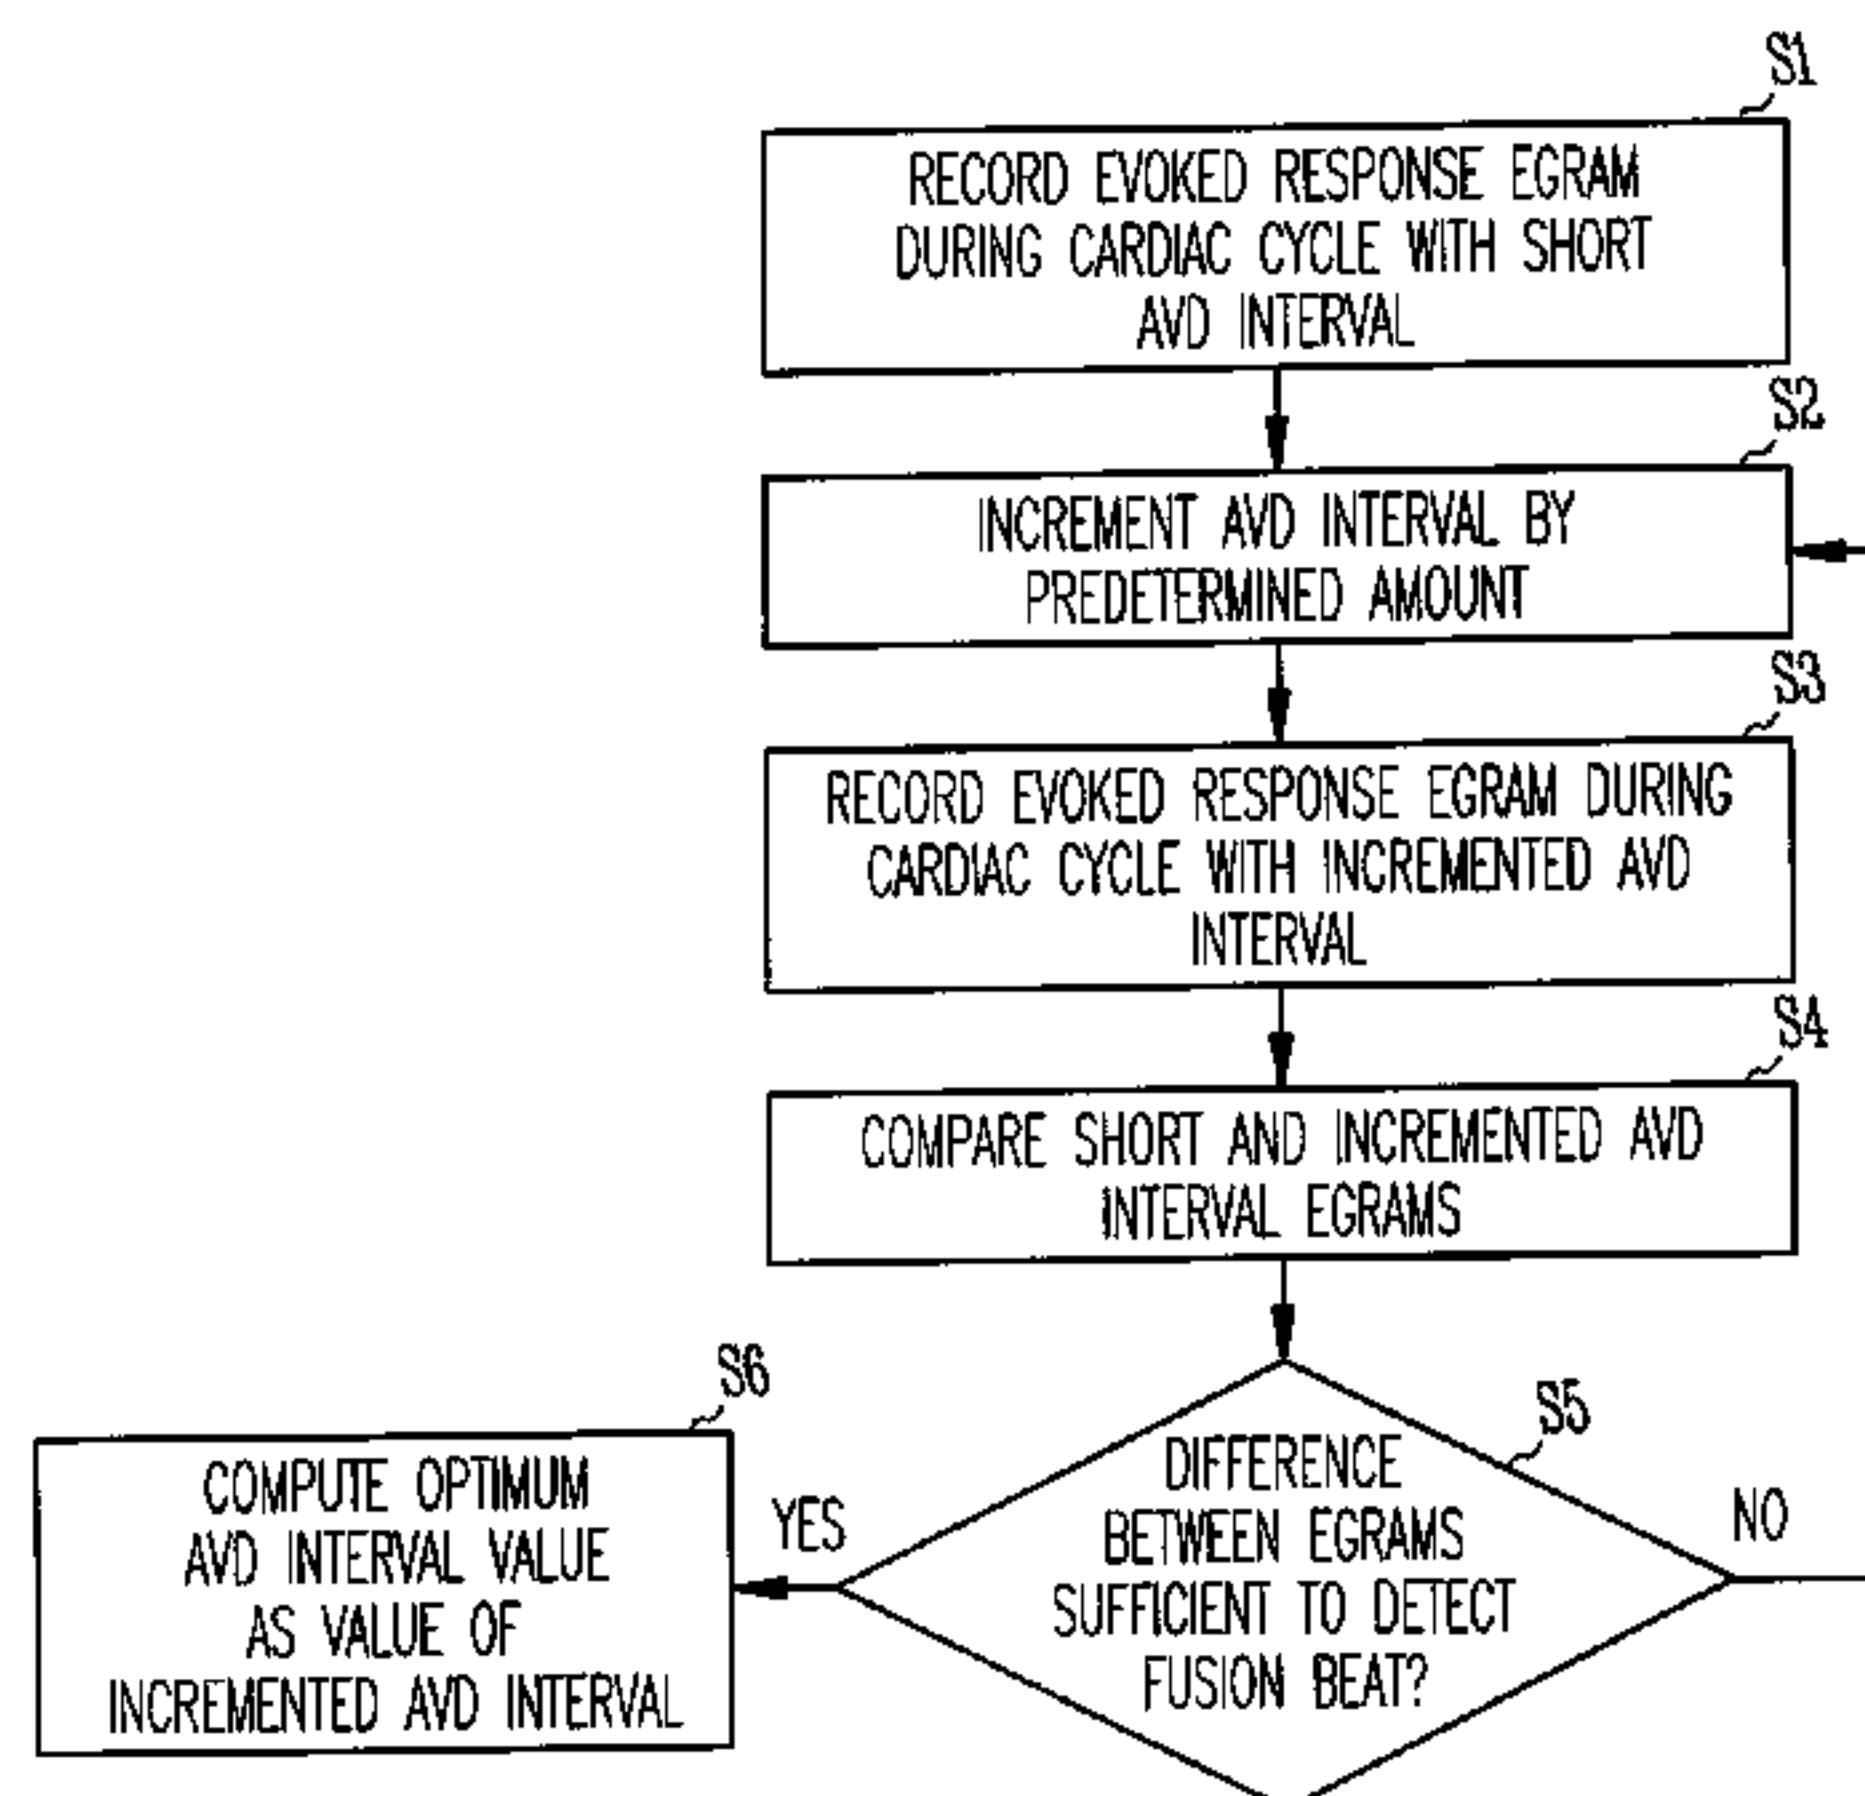 S1
RECORD EVOKED RESPONSE EGRAM
DURING CARDIAC CYCLE WITH SHORT
AVD INTERVAL
S2
INCREMENT AVD INTERVAL BY
PREDETERMINED AMOUNT
S3
RECORD EVOKED RESPONSE EGRAM DURING
CARDIAC CYCLE WITH INCREMENTED AVD
INTERVAL
S4
COMPARE SHORT AND INCREMENTED AVD
INTERVAL EGRAMS
S5
DIFFERENCE
BETWEEN EGRAMS
SUFFICIENT TO DETECT
FUSION BEAT?
YES
NO
S6
COMPUTE OPTIMUM
AVD INTERVAL VALUE
AS VALUE OF
INCREMENTED AVD INTERVAL